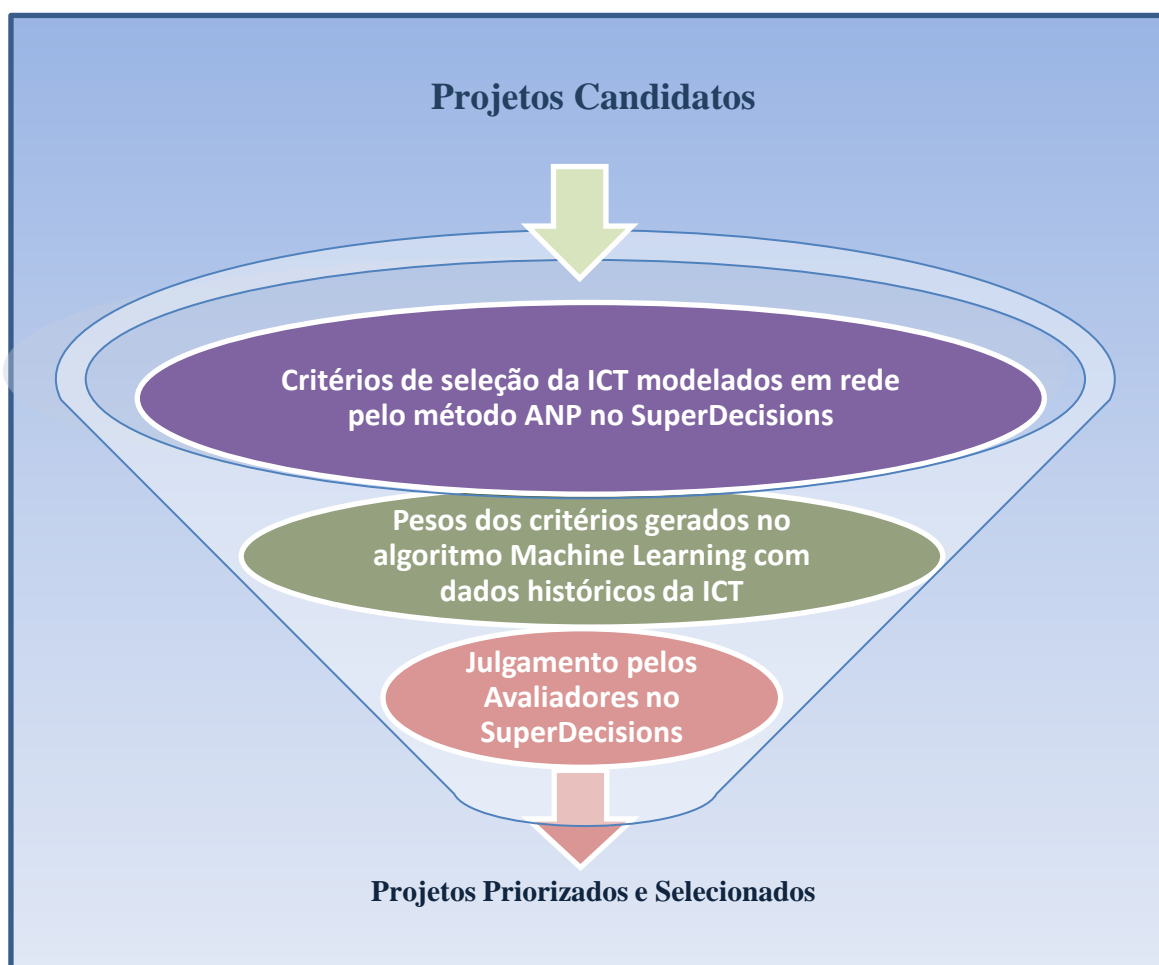 Projetos Candidatos
Critérios de seleção da ICT modelados em rede
pelo método ANP no SuperDecisions
Pesos dos critérios gerados no
algoritmo Machine Learning com
dados históricos da ICT
Julgamento pelos
Avaliadores no
SuperDecisions
Projetos Priorizados e Selecionados